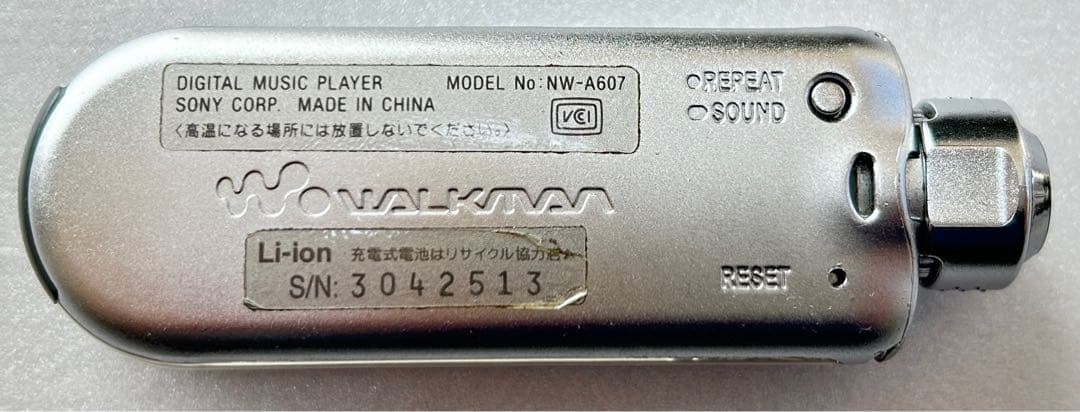 DIGITAL MUSIC PLAYER MODEL No: NW-A607
SONY CORP. MADE IN CHINA
〈高温になる場所には放置しないでください。〉
VCI
WALKMAN
Li-ion 充電式電池はリサイクル協力店へ
S/N: 3042513
REPEAT
SOUND
RESET